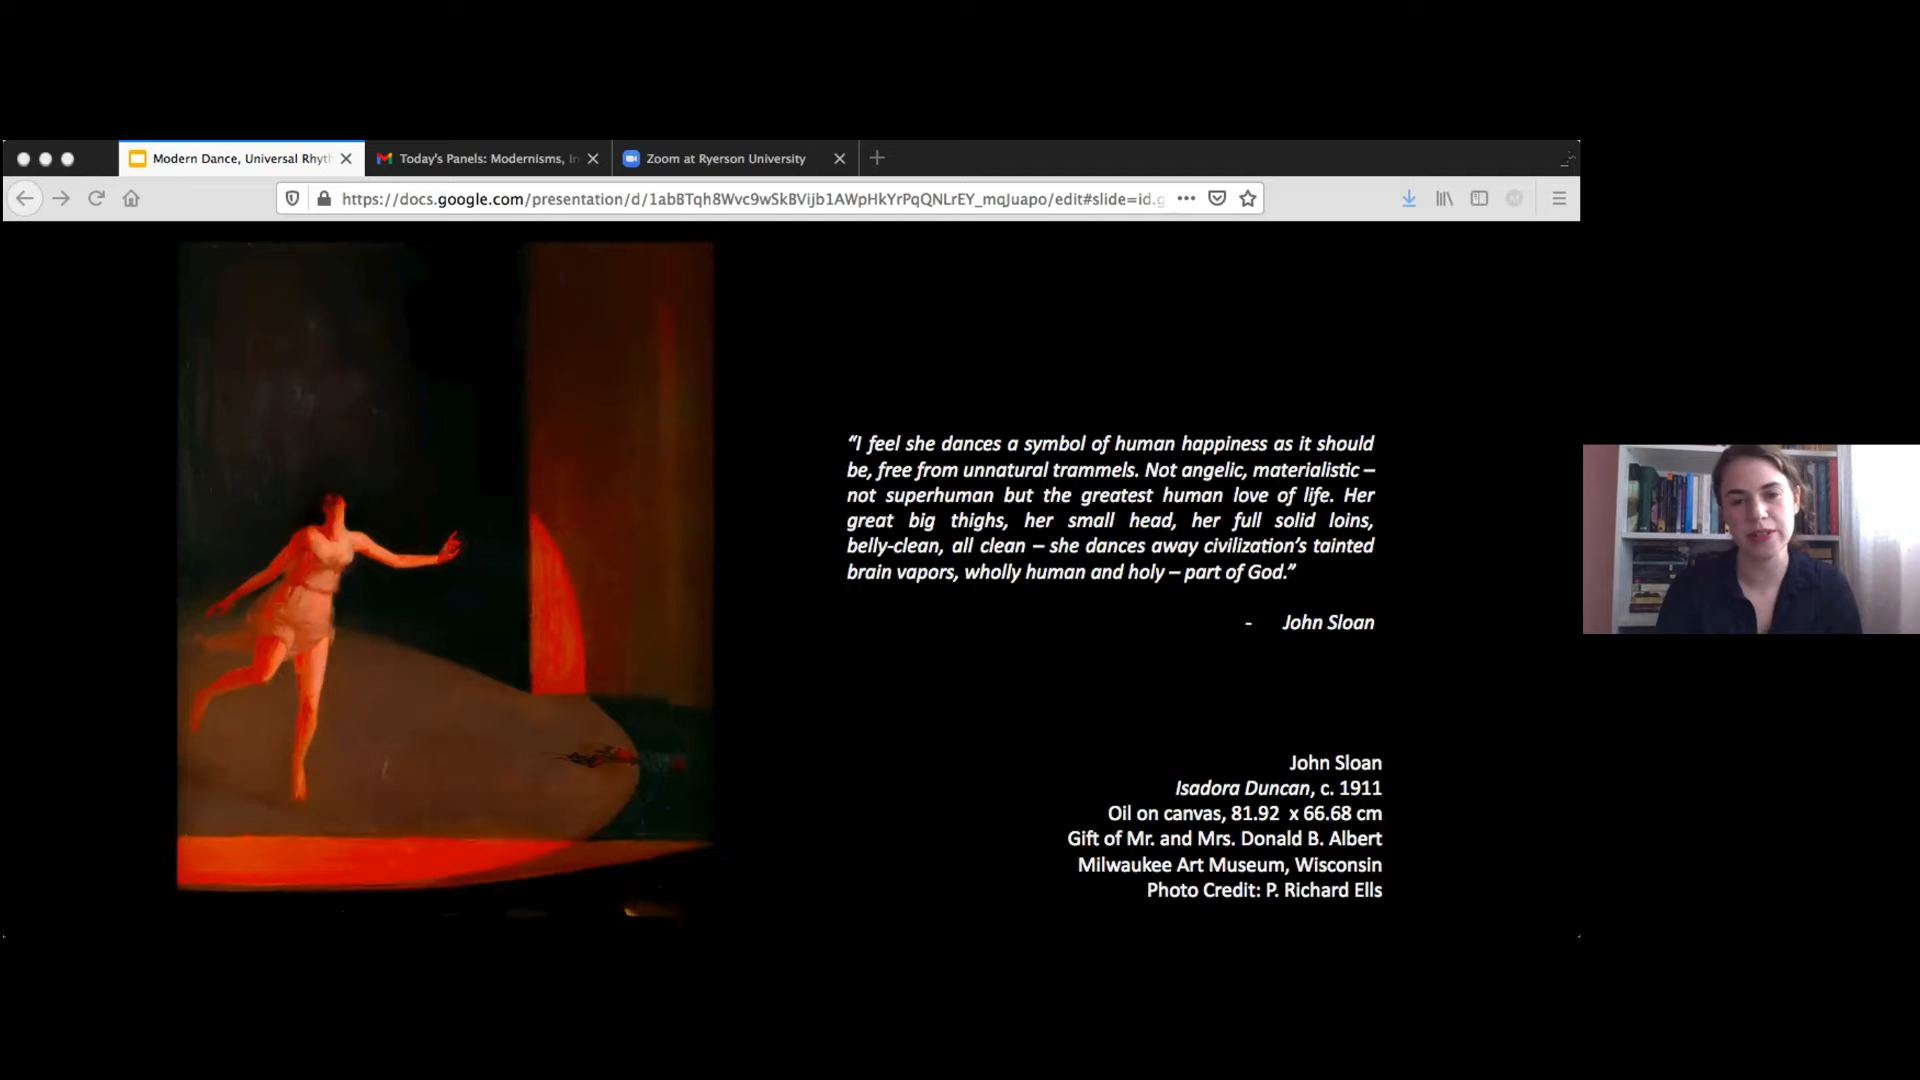 Modern Dance, Universal Rhyth
Today's Panels: Modernisms, In
Zoom at Ryerson University
https://docs.google.com/presentation/d/1abBTqh8Wvc9wSkBVijb1AWpHkYrPqQNLrEY_mqJuapo/edit#slide=id.g
“I feel she dances a symbol of human happiness as it should
be, free from unnatural trammels. Not angelic, materialistic –
not superhuman but the greatest human love of life. Her
great big thighs, her small head, her full solid loins,
belly-clean, all clean – she dances away civilization’s tainted
brain vapors, wholly human and holy – part of God.”
- John Sloan
John Sloan
Isadora Duncan, c. 1911
Oil on canvas, 81.92 x 66.68 cm
Gift of Mr. and Mrs. Donald B. Albert
Milwaukee Art Museum, Wisconsin
Photo Credit: P. Richard Ells